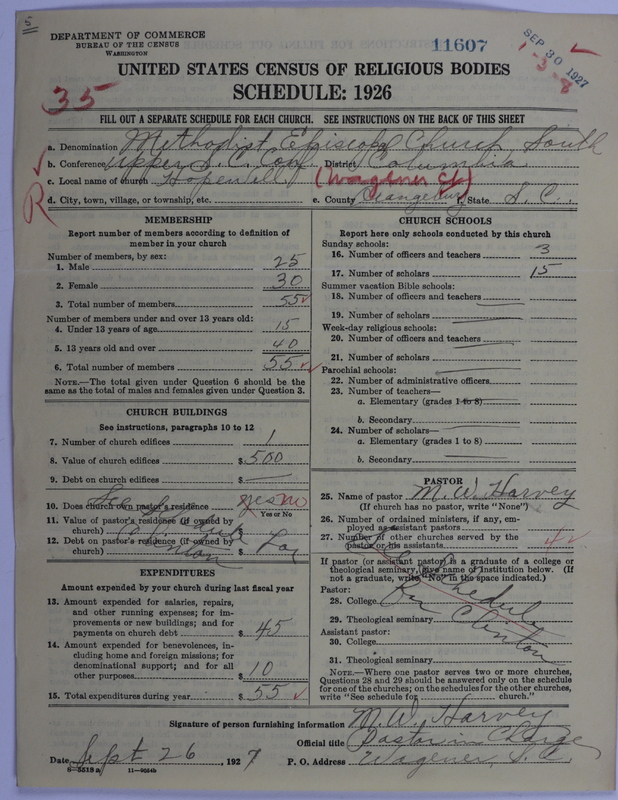 5
DEPARTMENT OF COMMERCE
BUREAU OF THE CENSUS
WASHINGTON
11607
SEP 30 1927
1-3-8
UNITED STATES CENSUS OF RELIGIOUS BODIES
SCHEDULE: 1926
35
FILL OUT A SEPARATE SCHEDULE FOR EACH CHURCH. SEE INSTRUCTIONS ON THE BACK OF THIS SHEET
a. Denomination Methodist Episcopal Church South
b. Conference Upper S. C. Conf. District Columbia
c. Local name of church Hopewell (Wagener Ct.)
R
d. City, town, village, or township, etc. e. County Orangeburg f. State S. C.
MEMBERSHIP
Report number of members according to definition of
member in your church
Number of members, by sex:
1. Male 25
2. Female 30
3. Total number of members 55
Number of members under and over 13 years old:
4. Under 13 years of age 15
5. 13 years old and over 40
6. Total number of members 55
NOTE.—The total given under Question 6 should be the
same as the total of males and females given under Question 3.
CHURCH BUILDINGS
See instructions, paragraphs 10 to 12
7. Number of church edifices 1
8. Value of church edifices $ 500
9. Debt on church edifices $ —
10. Does church own pastor's residence yes no
Yes or No
11. Value of pastor's residence (if owned by
church) $
12. Debt on pastor's residence (if owned by
church) $
See Schedule
Clinton
EXPENDITURES
Amount expended by your church during last fiscal year
13. Amount expended for salaries, repairs,
and other running expenses; for im-
provements or new buildings; and for
payments on church debt $ 45
14. Amount expended for benevolences, in-
cluding home and foreign missions; for
denominational support; and for all
other purposes $ 10
15. Total expenditures during year $ 55
CHURCH SCHOOLS
Report here only schools conducted by this church
Sunday schools:
16. Number of officers and teachers 3
17. Number of scholars 15
Summer vacation Bible schools:
18. Number of officers and teachers
19. Number of scholars
Week-day religious schools:
20. Number of officers and teachers
21. Number of scholars
Parochial schools:
22. Number of administrative officers
23. Number of teachers—
a. Elementary (grades 1 to 8)
b. Secondary
24. Number of scholars—
a. Elementary (grades 1 to 8)
b. Secondary
PASTOR
25. Name of pastor M. W. Harvey
(If church has no pastor, write "None")
26. Number of ordained ministers, if any, em-
ployed as assistant pastors
27. Number of other churches served by the
pastor or his assistants 4
If pastor (or assistant pastor) is a graduate of a college or
theological seminary, give name of institution below. (If
not a graduate, write "No" in the space indicated.)
Pastor:
28. College
29. Theological seminary
See Schedule
For Clinton
Assistant pastor:
30. College
31. Theological seminary
NOTE.—Where one pastor serves two or more churches,
Questions 28 and 29 should be answered only on the schedule
for one of the churches; on the schedules for the other churches,
write "See schedule for church."
Signature of person furnishing information M. W. Harvey
Official title Pastor in Charge
Date Sept 26, 1927 P. O. Address Wagener, S. C.
8—5519 a 11—9554b